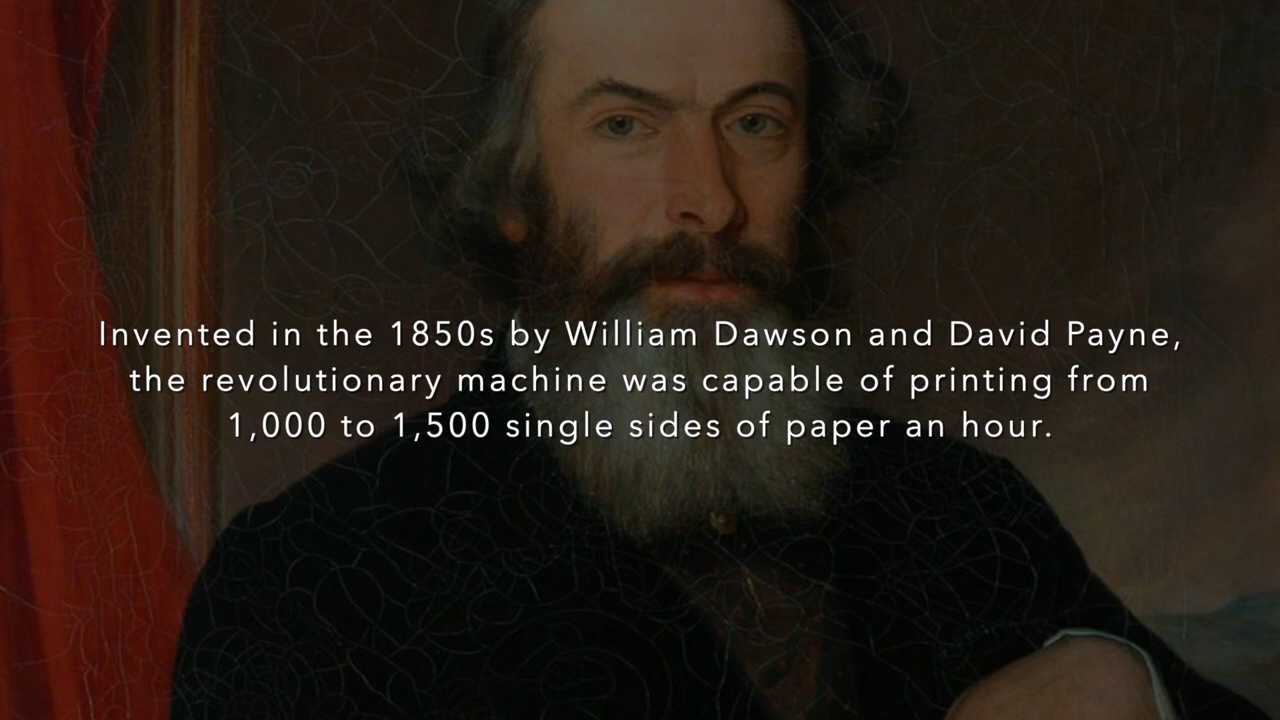 Invented in the 1850s by William Dawson and David Payne,
the revolutionary machine was capable of printing from
1,000 to 1,500 single sides of paper an hour.